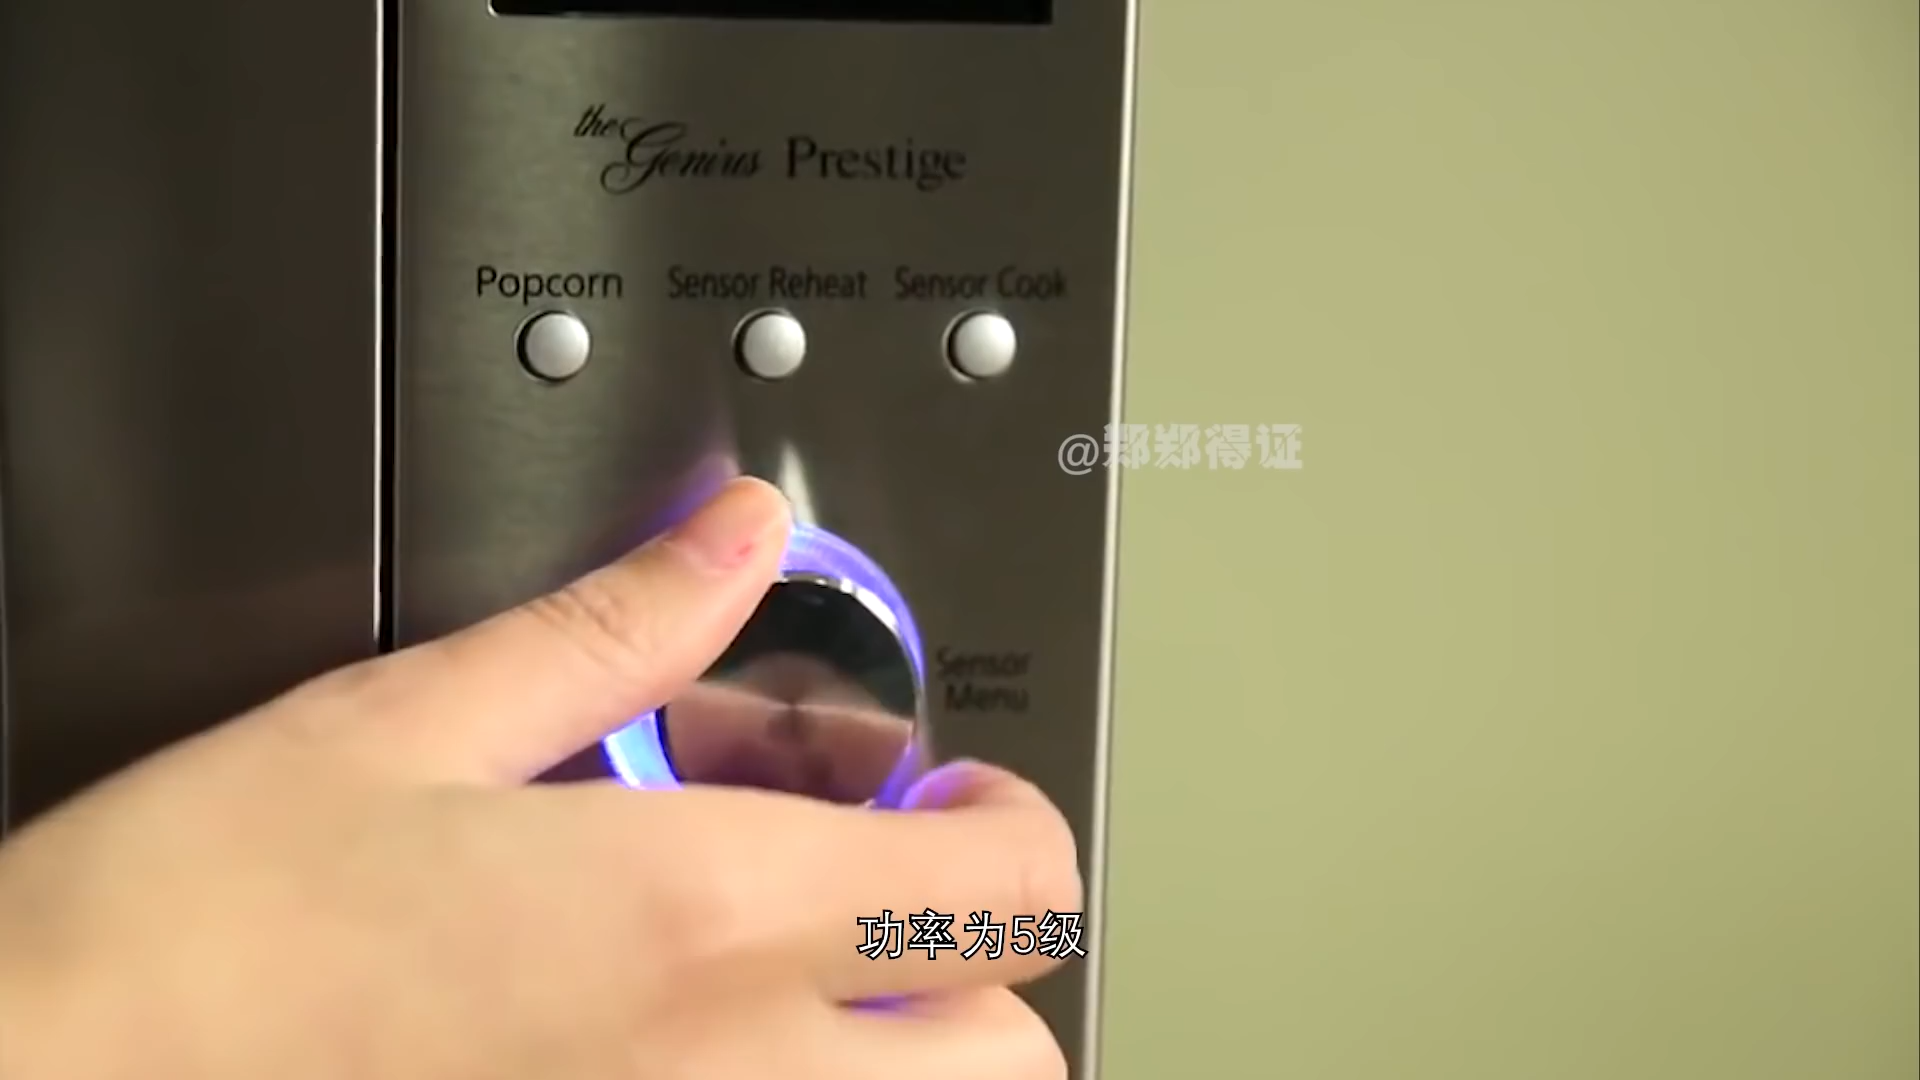 the Genius Prestige
Popcorn
Sensor Reheat
Sensor Cook
@郑郑得证
Sensor
Menu
功率为5级